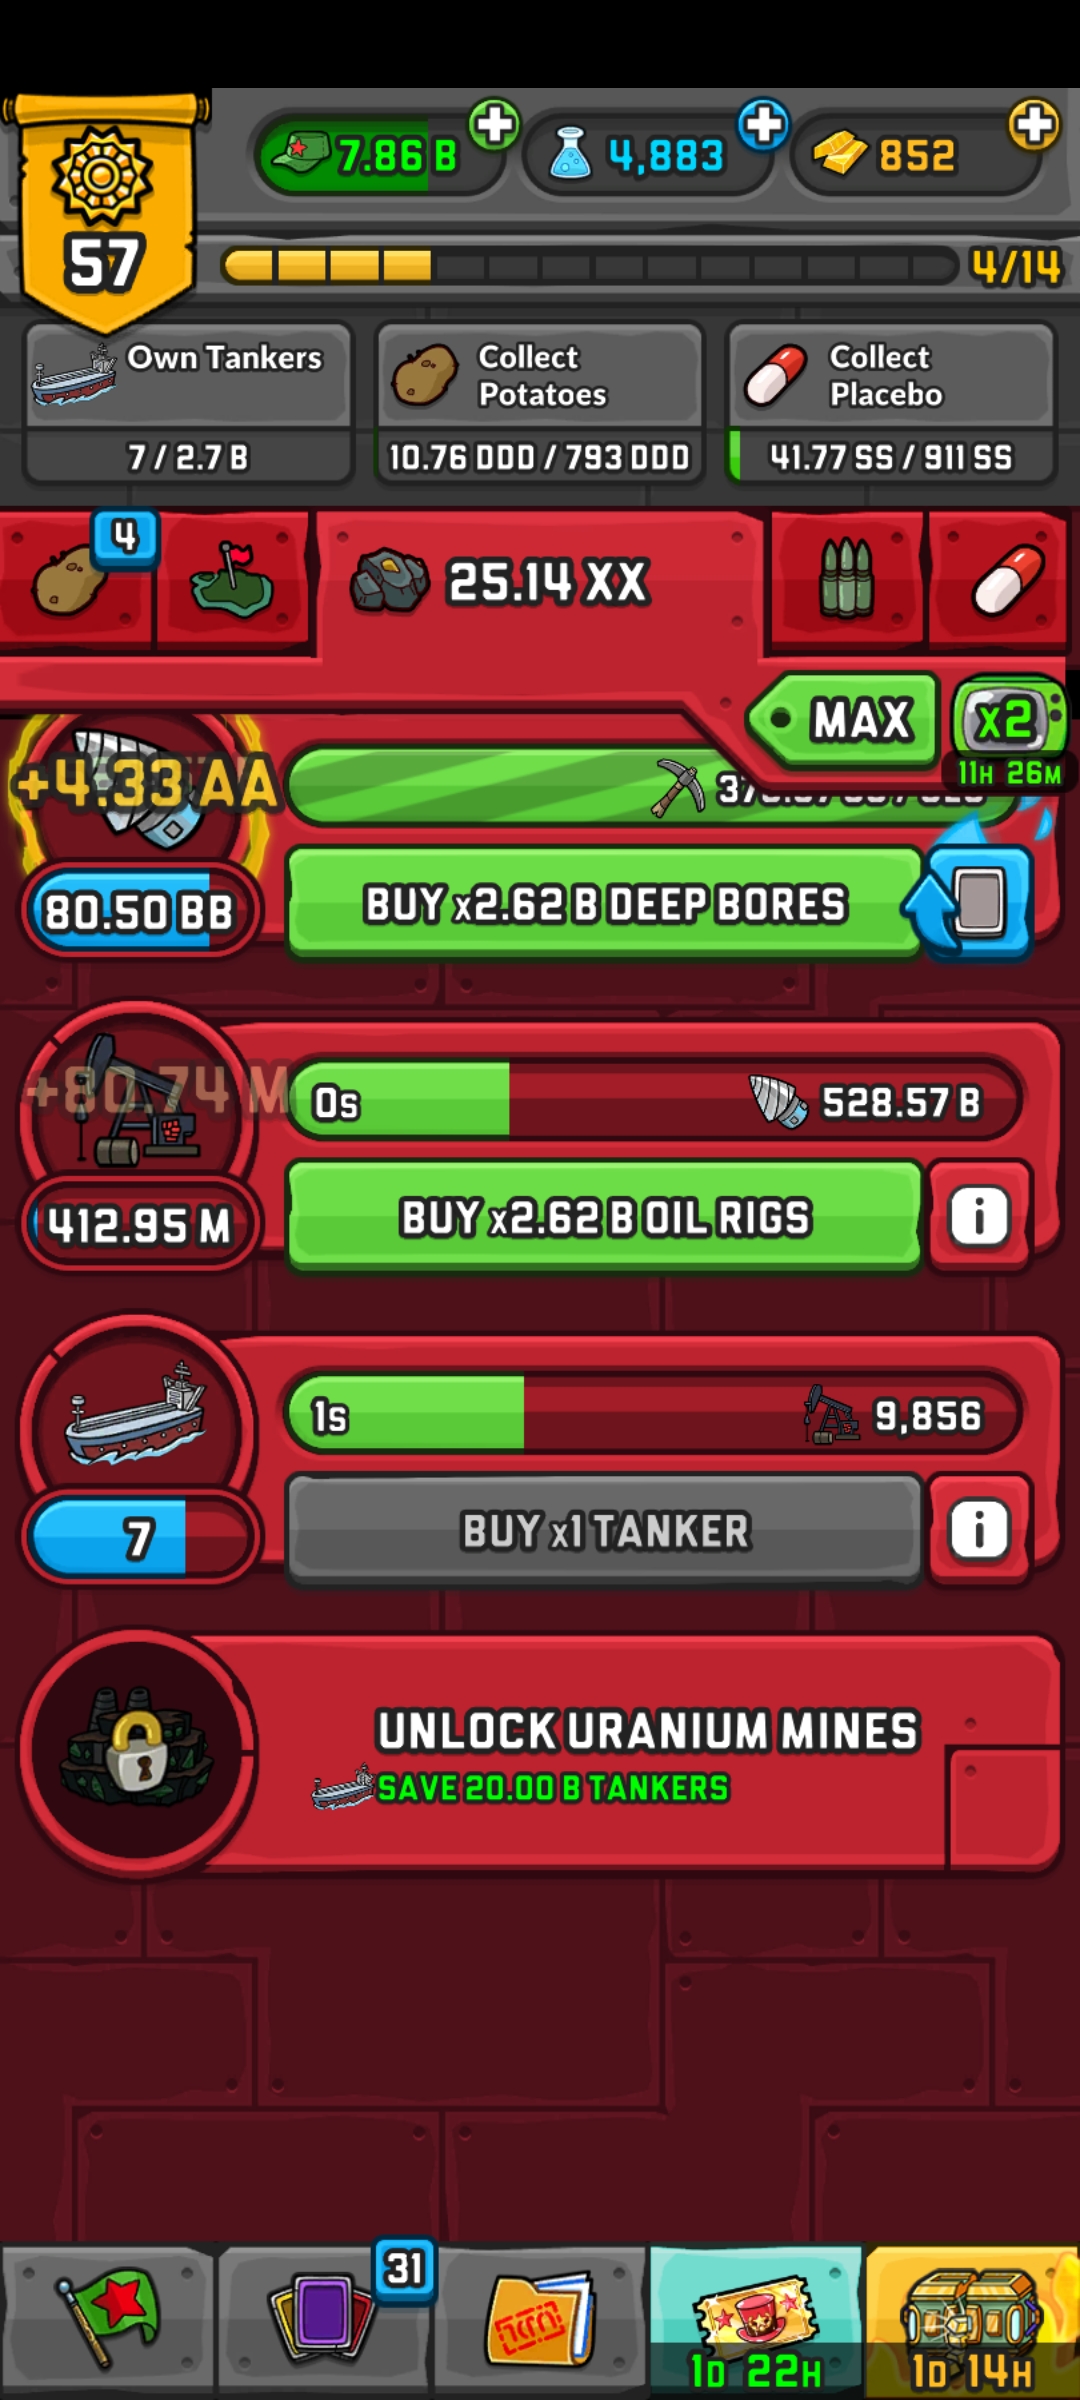 7.86 B
4,883
852
57
4/14
Own Tankers
7 / 2.7 B
Collect
Potatoes
10.76 DDD / 793 DDD
Collect
Placebo
41.77 SS / 911 SS
4
25.14 XX
MAX
x2
11H 26M
+4.33 AA
80.50 BB
BUY x2.62 B DEEP BORES
+80.74 M
0s
528.57 B
412.95 M
BUY x2.62 B OIL RIGS
i
1s
9,856
7
BUY x1 TANKER
i
UNLOCK URANIUM MINES
SAVE 20.00 B TANKERS
31
1D 22H
1D 14H